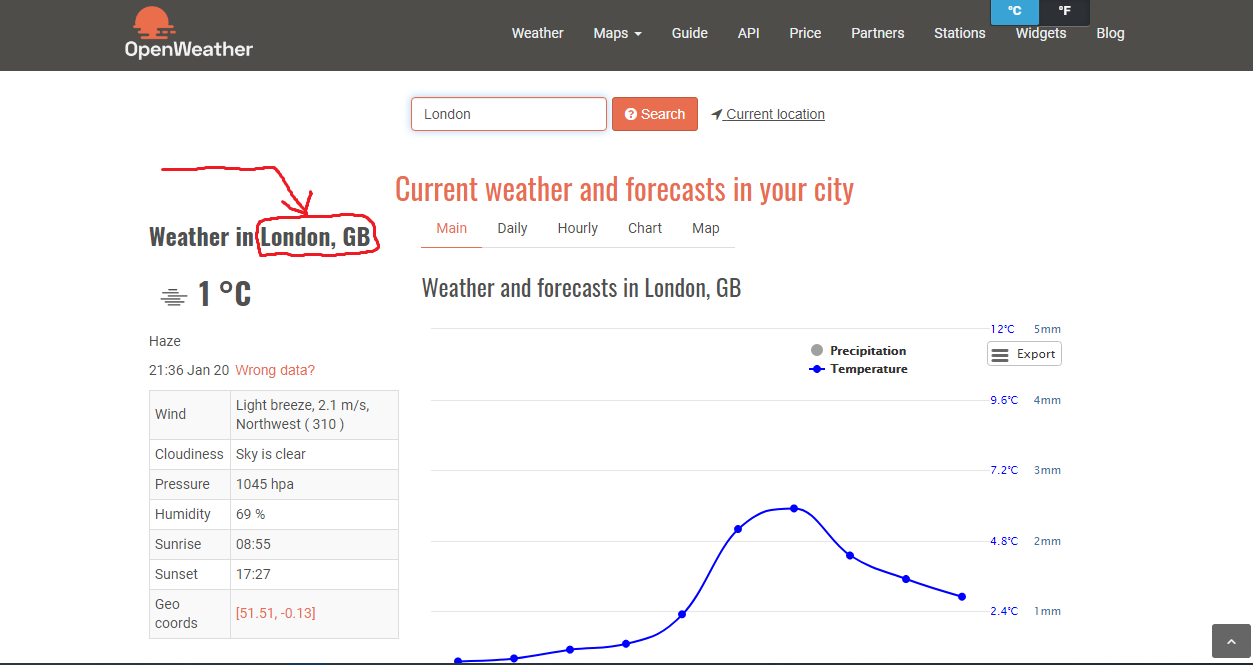 °C °F
OpenWeather
Weather Maps Guide API Price Partners Stations Widgets Blog
London Search Current location
Current weather and forecasts in your city
Weather in London, GB
1 °C
Haze
21:36 Jan 20 Wrong data?
Wind Light breeze, 2.1 m/s,
Northwest ( 310 )
Cloudiness Sky is clear
Pressure 1045 hpa
Humidity 69 %
Sunrise 08:55
Sunset 17:27
Geo
coords [51.51, -0.13]
Main Daily Hourly Chart Map
Weather and forecasts in London, GB
12°C 5mm
Precipitation
Temperature
Export
9.6°C 4mm
7.2°C 3mm
4.8°C 2mm
2.4°C 1mm